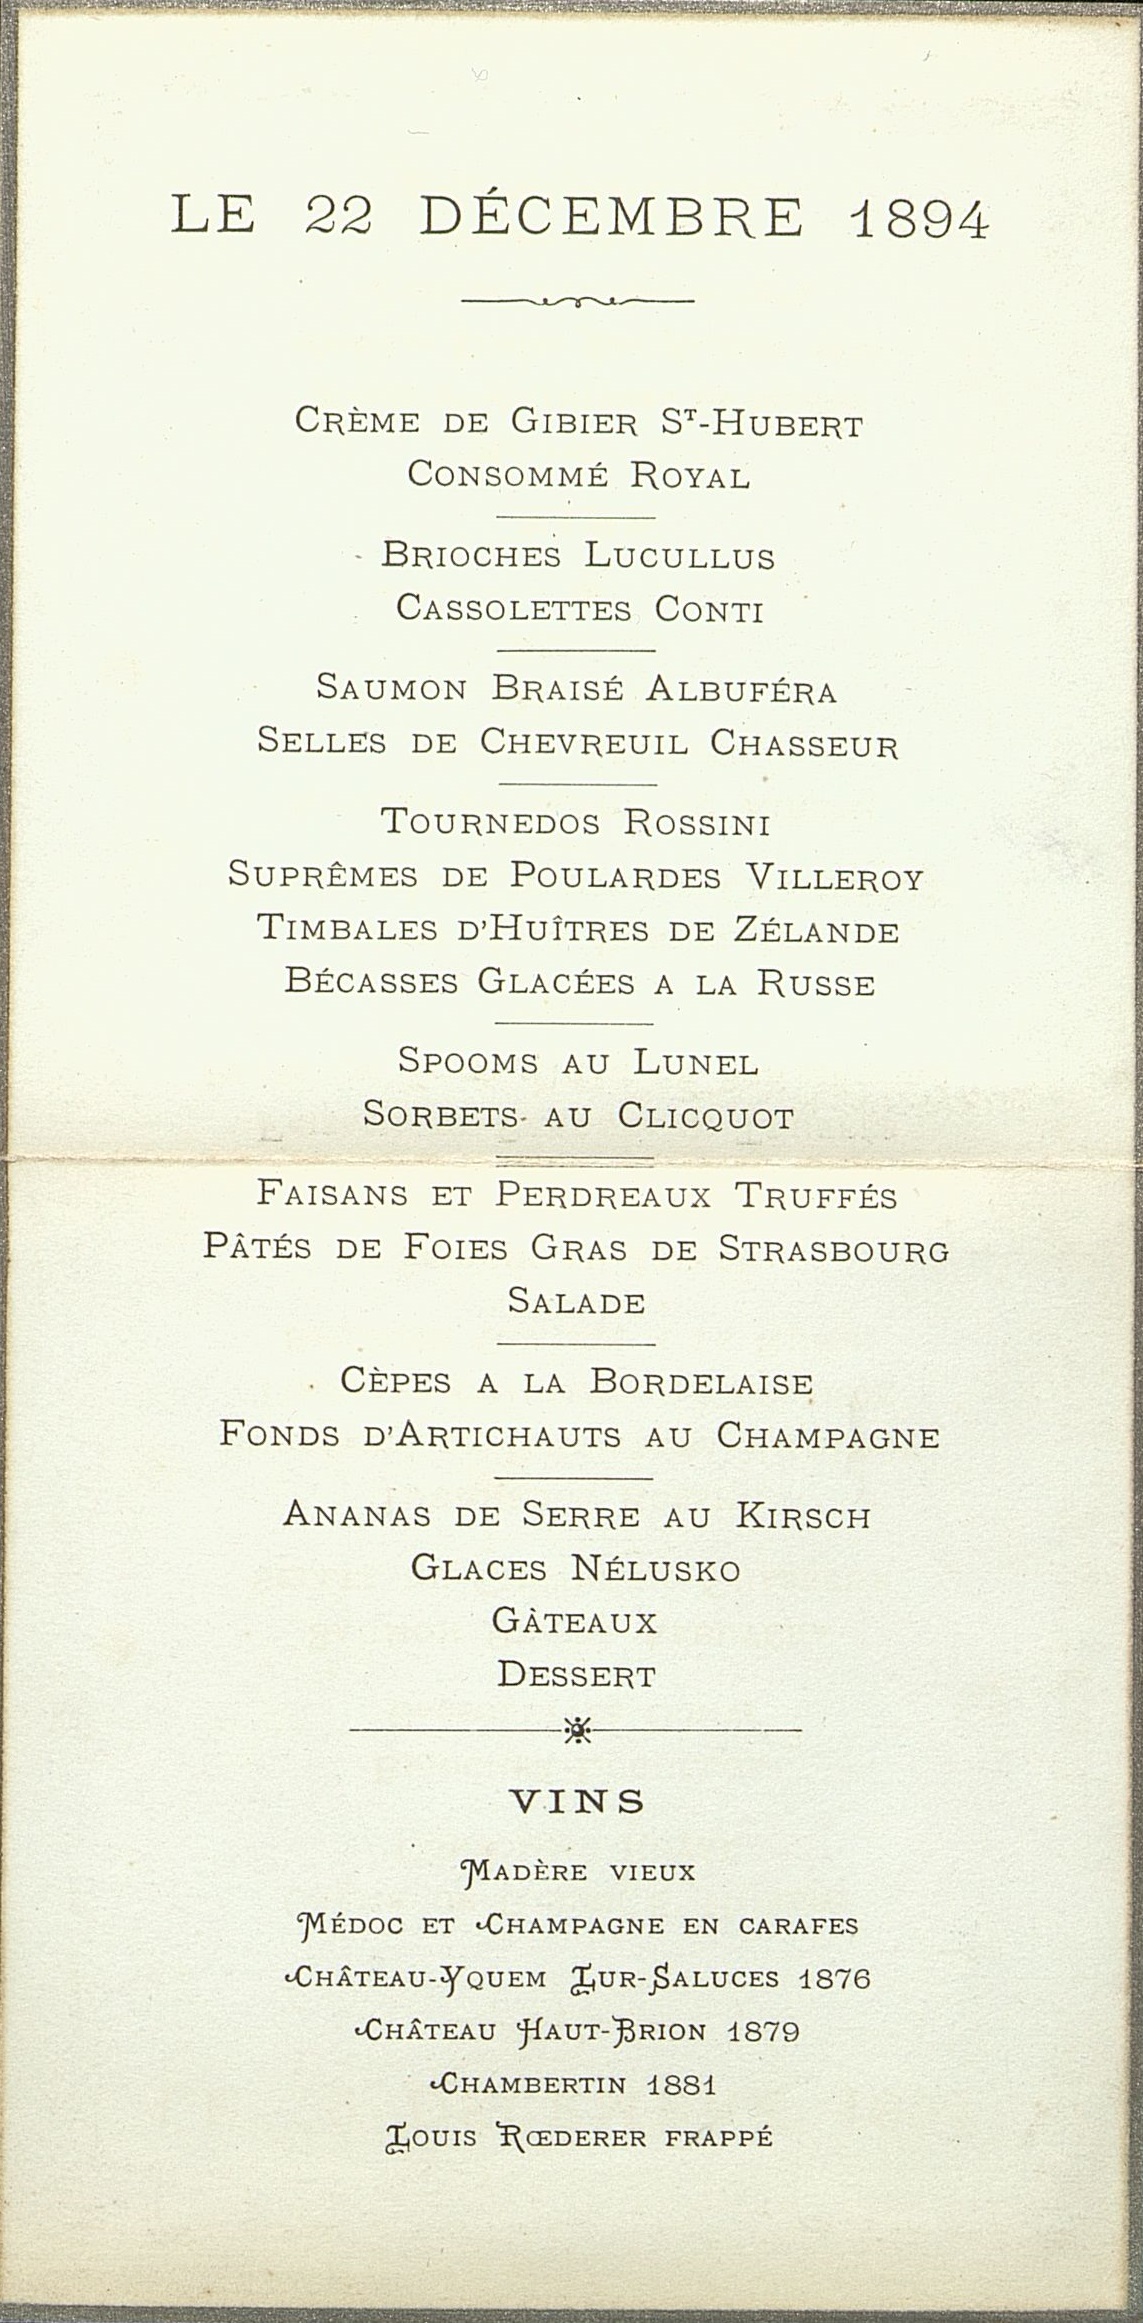 LE 22 DÉCEMBRE 1894
CRÈME DE GIBIER ST-HUBERT
CONSOMMÉ ROYAL
BRIOCHES LUCULLUS
CASSOLETTES CONTI
SAUMON BRAISÉ ALBUFÉRA
SELLES DE CHEVREUIL CHASSEUR
TOURNEDOS ROSSINI
SUPRÊMES DE POULARDES VILLEROY
TIMBALES D'HUÎTRES DE ZÉLANDE
BÉCASSES GLACÉES A LA RUSSE
SPOOMS AU LUNEL
SORBETS AU CLICQUOT
FAISANS ET PERDREAUX TRUFFÉS
PÂTÉS DE FOIES GRAS DE STRASBOURG
SALADE
CÈPES A LA BORDELAISE
FONDS D'ARTICHAUTS AU CHAMPAGNE
ANANAS DE SERRE AU KIRSCH
GLACES NÉLUSKO
GÀTEAUX
DESSERT
VINS
MADÈRE VIEUX
MÉDOC ET CHAMPAGNE EN CARAFES
CHÂTEAU-YQUEM LUR-SALUCES 1876
CHÂTEAU HAUT-BRION 1879
CHAMBERTIN 1881
LOUIS RŒDERER FRAPPÉ